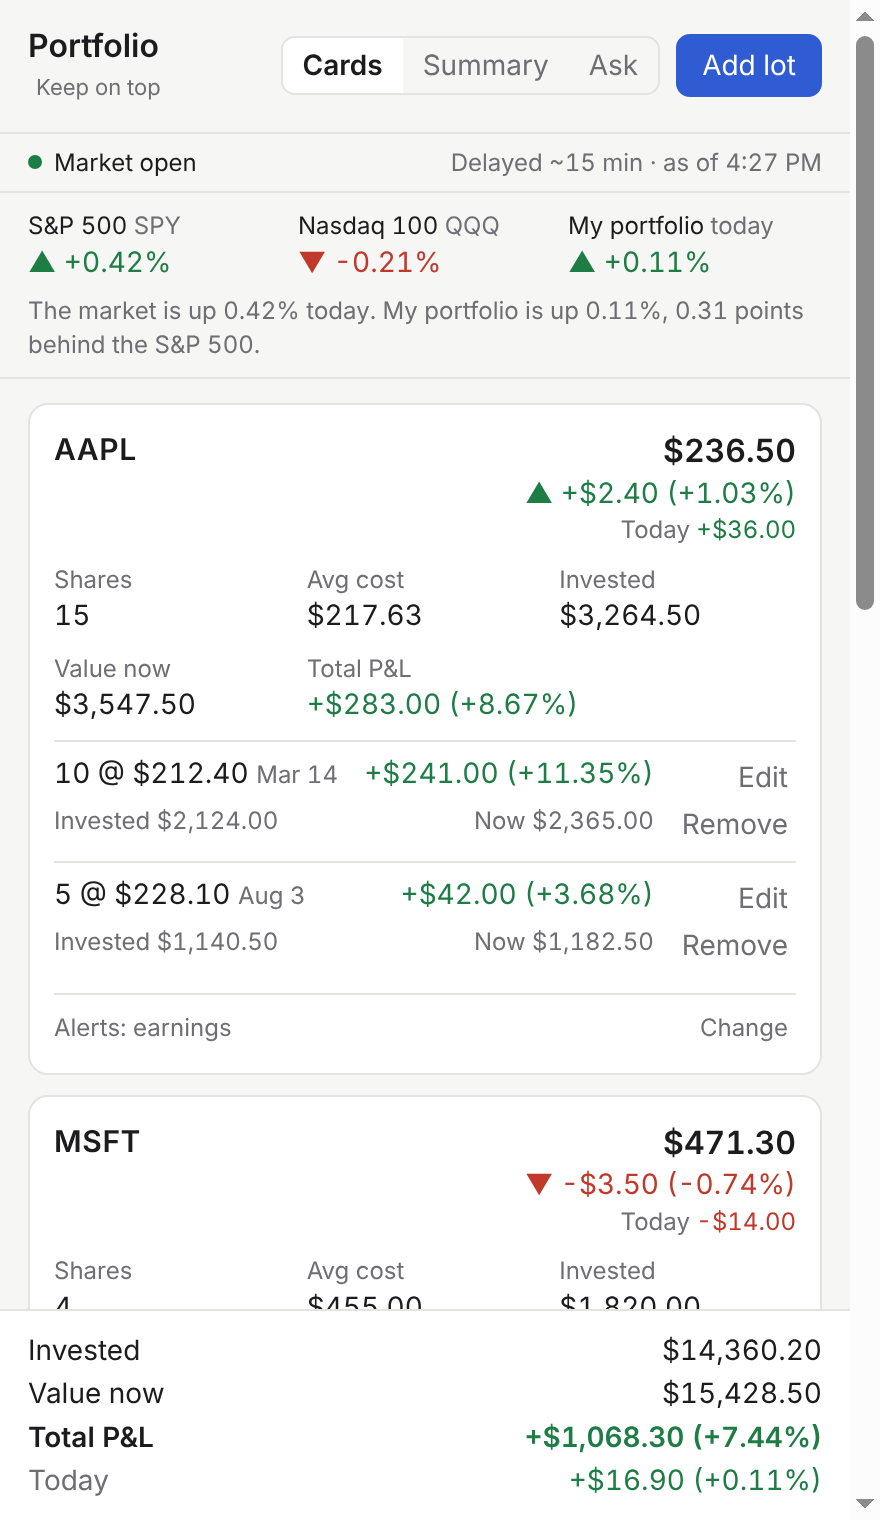 Portfolio
Keep on top
Cards Summary Ask Add lot
Market open Delayed ~15 min · as of 4:27 PM
S&P 500 SPY Nasdaq 100 QQQ My portfolio today
▲ +0.42% ▼ -0.21% ▲ +0.11%
The market is up 0.42% today. My portfolio is up 0.11%, 0.31 points
behind the S&P 500.
AAPL $236.50
▲ +$2.40 (+1.03%)
Today +$36.00
Shares Avg cost Invested
15 $217.63 $3,264.50
Value now Total P&L
$3,547.50 +$283.00 (+8.67%)
10 @ $212.40 Mar 14 +$241.00 (+11.35%) Edit
Invested $2,124.00 Now $2,365.00 Remove
5 @ $228.10 Aug 3 +$42.00 (+3.68%) Edit
Invested $1,140.50 Now $1,182.50 Remove
Alerts: earnings Change
MSFT $471.30
▼ -$3.50 (-0.74%)
Today -$14.00
Shares Avg cost Invested
4 $455.00 $1,820.00
Invested $14,360.20
Value now $15,428.50
Total P&L +$1,068.30 (+7.44%)
Today +$16.90 (+0.11%)